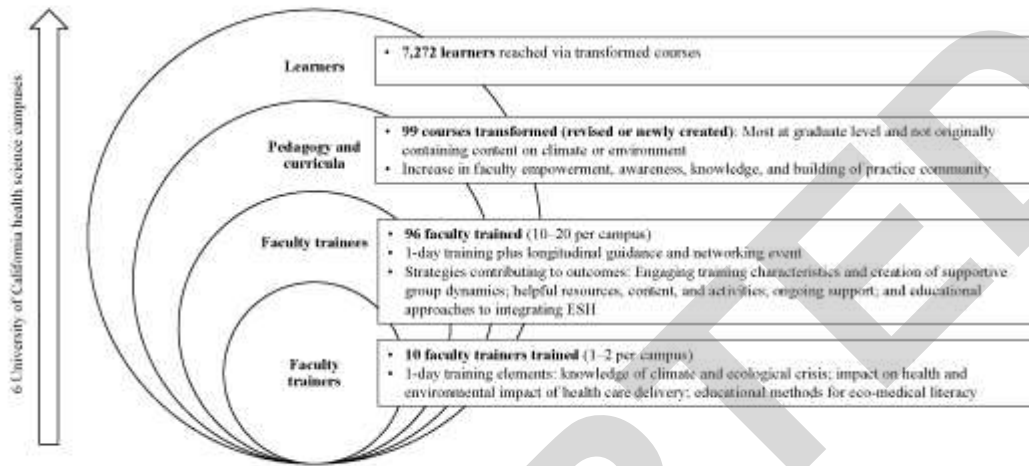 6 University of California health science campuses
Learners
• 7,272 learners reached via transformed courses
Pedagogy and
curricula
• 99 courses transformed (revised or newly created): Most at graduate level and not originally
containing content on climate or environment
• Increase in faculty empowerment, awareness, knowledge, and building of practice community
Faculty trainees
• 96 faculty trained (10–20 per campus)
• 1-day training plus longitudinal guidance and networking event
• Strategies contributing to outcomes: Engaging training characteristics and creation of supportive
group dynamics; helpful resources, content, and activities; ongoing support; and educational
approaches to integrating ESH
Faculty
trainers
• 10 faculty trainers trained (1–2 per campus)
• 1-day training elements: knowledge of climate and ecological crisis; impact on health and
environmental impact of health care delivery; educational methods for eco-medical literacy
PTED